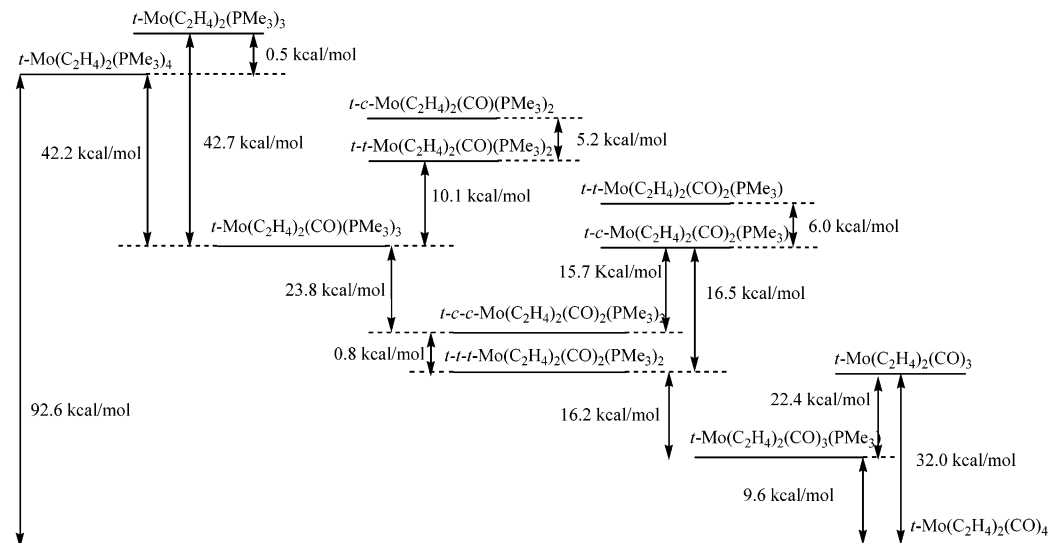 t-Mo(C₂H₄)₂(PMe₃)₃
0.5 kcal/mol
t-Mo(C₂H₄)₂(PMe₃)₄
t-c-Mo(C₂H₄)₂(CO)(PMe₃)₂
42.2 kcal/mol
42.7 kcal/mol
5.2 kcal/mol
t-t-Mo(C₂H₄)₂(CO)(PMe₃)₂
10.1 kcal/mol
t-t-Mo(C₂H₄)₂(CO)₂(PMe₃)
t-Mo(C₂H₄)₂(CO)(PMe₃)₃
6.0 kcal/mol
t-c-Mo(C₂H₄)₂(CO)₂(PMe₃)
15.7 Kcal/mol
23.8 kcal/mol
16.5 kcal/mol
t-c-c-Mo(C₂H₄)₂(CO)₂(PMe₃)₂
0.8 kcal/mol
t-t-t-Mo(C₂H₄)₂(CO)₂(PMe₃)₂
t-Mo(C₂H₄)₂(CO)₃
22.4 kcal/mol
92.6 kcal/mol
16.2 kcal/mol
t-Mo(C₂H₄)₂(CO)₃(PMe₃)
32.0 kcal/mol
9.6 kcal/mol
t-Mo(C₂H₄)₂(CO)₄